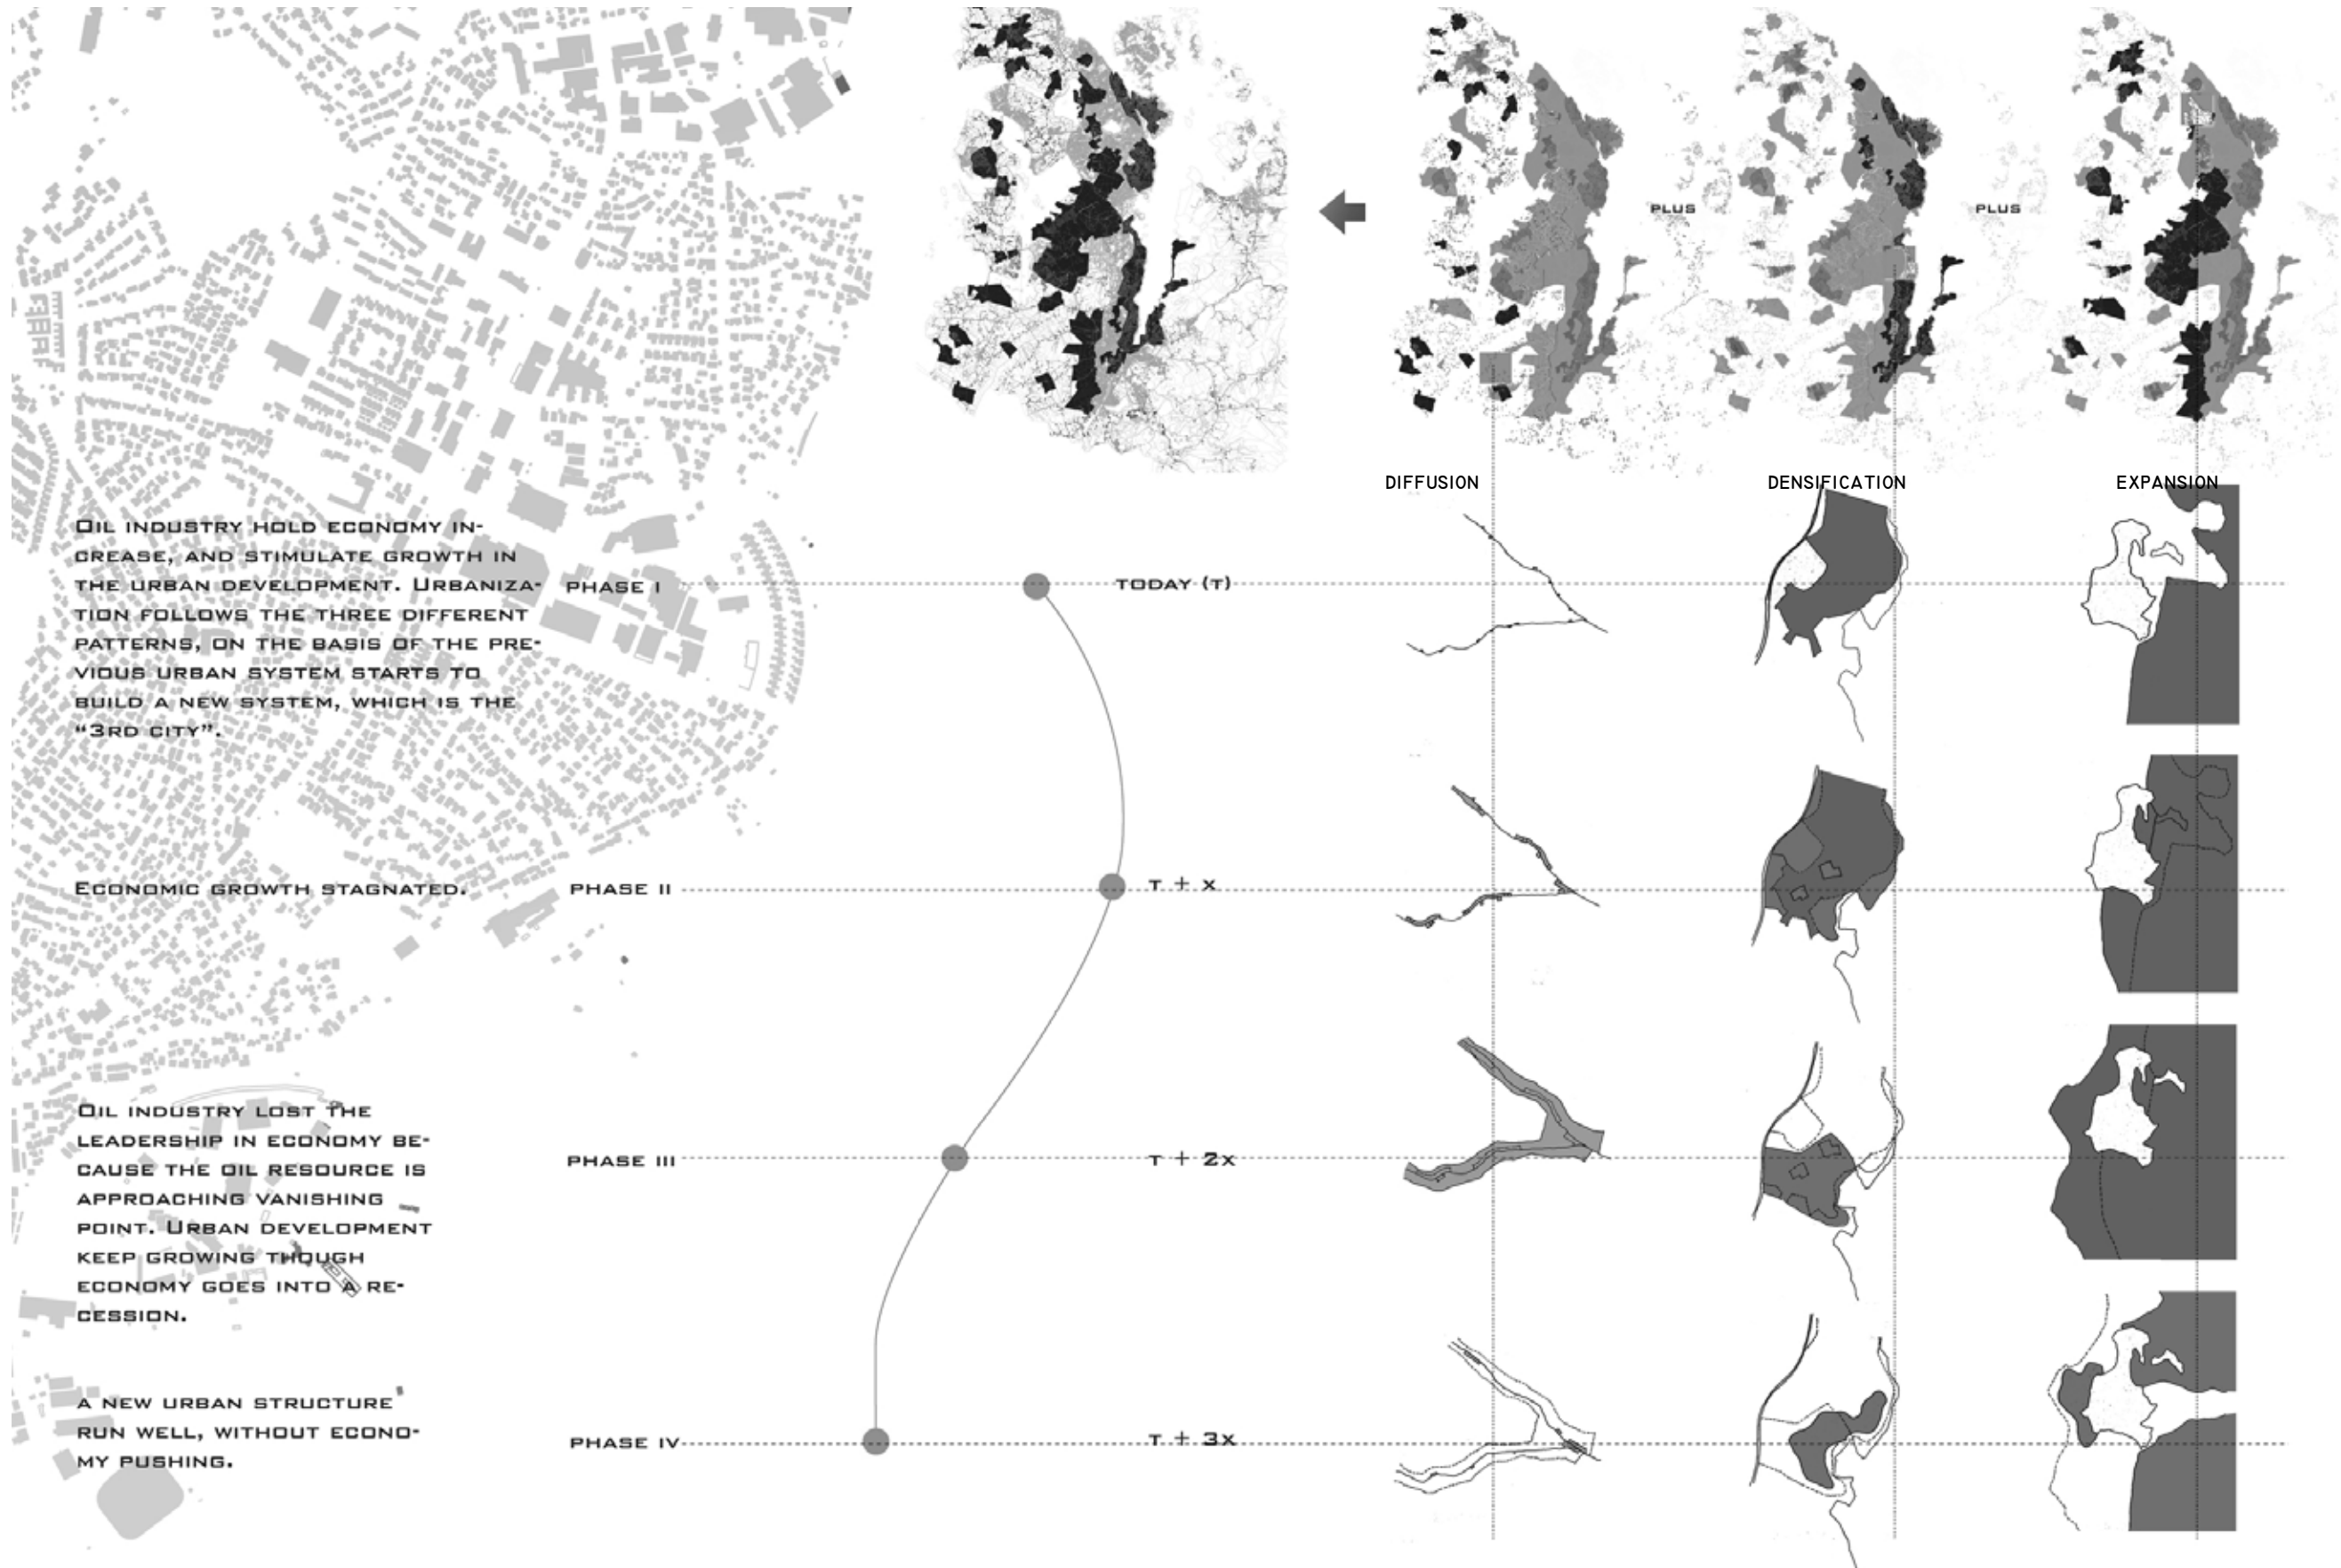 PLUS
PLUS
DIFFUSION
DENSIFICATION
EXPANSION
OIL INDUSTRY HOLD ECONOMY IN-
CREASE, AND STIMULATE GROWTH IN
THE URBAN DEVELOPMENT. URBANIZA-
TION FOLLOWS THE THREE DIFFERENT
PATTERNS, ON THE BASIS OF THE PRE-
VIOUS URBAN SYSTEM STARTS TO
BUILD A NEW SYSTEM, WHICH IS THE
“3RD CITY”.
PHASE I
TODAY (T)
ECONOMIC GROWTH STAGNATED.
PHASE II
T + X
OIL INDUSTRY LOST THE
LEADERSHIP IN ECONOMY BE-
CAUSE THE OIL RESOURCE IS
APPROACHING VANISHING
POINT. URBAN DEVELOPMENT
KEEP GROWING THOUGH
ECONOMY GOES INTO A RE-
CESSION.
PHASE III
T + 2X
A NEW URBAN STRUCTURE
RUN WELL, WITHOUT ECONO-
MY PUSHING.
PHASE IV
T + 3X